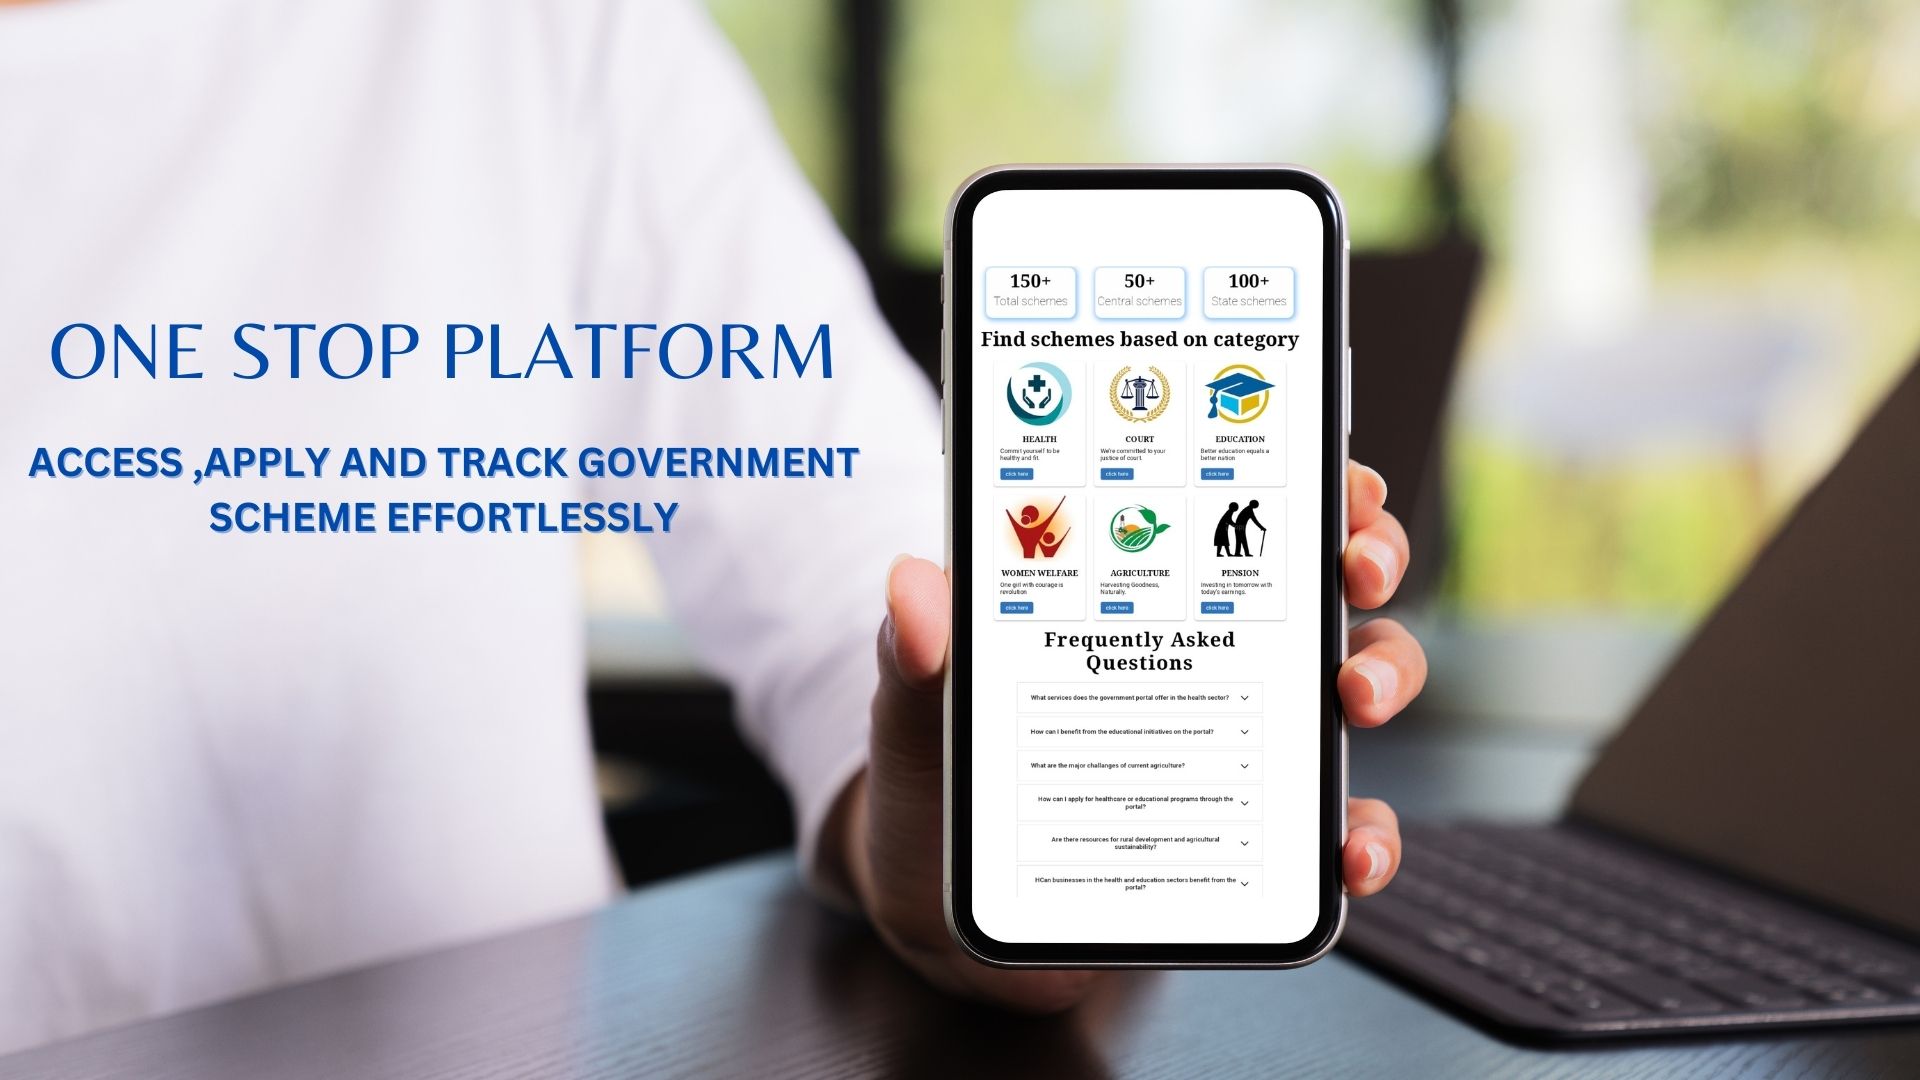 ONE STOP PLATFORM
ACCESS ,APPLY AND TRACK GOVERNMENT
SCHEME EFFORTLESSLY
150+
Total schemes
50+
Central schemes
100+
State schemes
Find schemes based on category
HEALTH
Commit yourself to be
healthy and fit.
click here
COURT
We're committed to your
justice of court.
click here
EDUCATION
Better education equals a
better nation
click here
WOMEN WELFARE
One girl with courage is
revolution
click here
AGRICULTURE
Harvesting Goodness,
Naturally.
click here
PENSION
Investing in tomorrow with
today's earnings.
click here
Frequently Asked
Questions
What services does the government portal offer in the health sector?
How can I benefit from the educational initiatives on the portal?
What are the major challanges of current agriculture?
How can I apply for healthcare or educational programs through the
portal?
Are there resources for rural development and agricultural
sustainability?
HCan businesses in the health and education sectors benefit from the
portal?